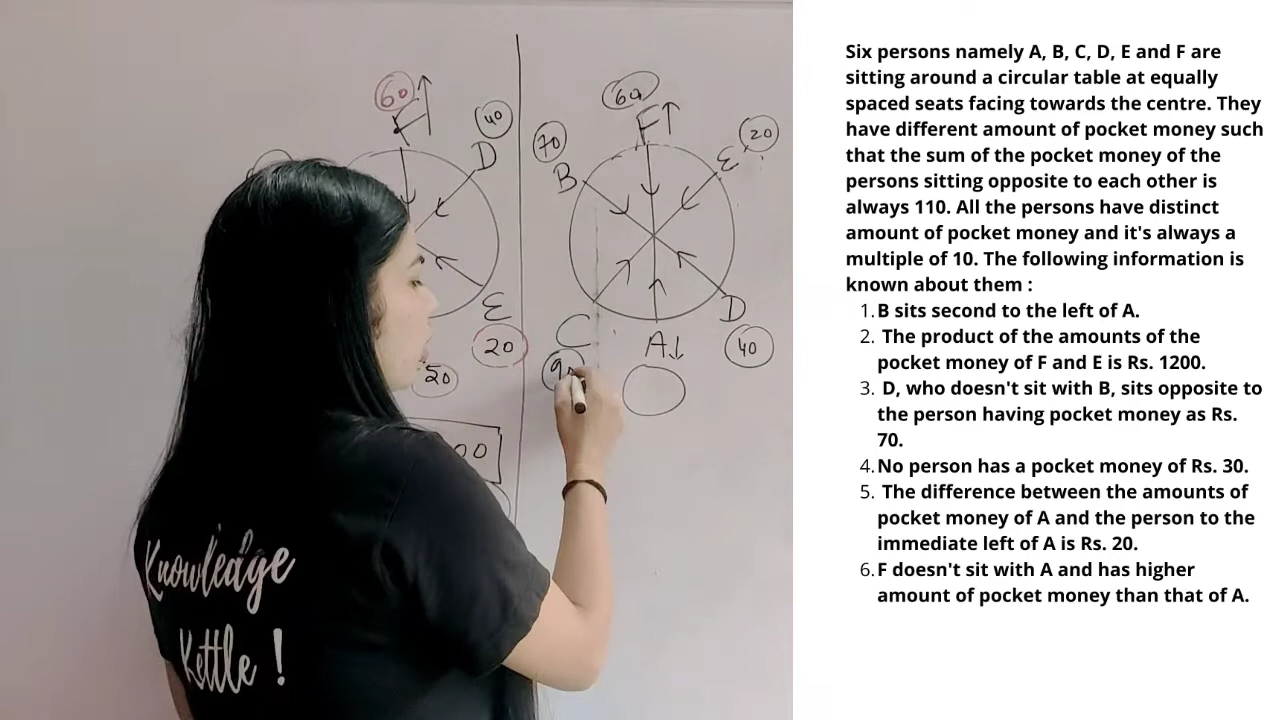 60
F
40
D
E
20
20
00
60
F
20
E
70
B
C
90
A
D
40
Knowledge
Kettle !
Six persons namely A, B, C, D, E and F are
sitting around a circular table at equally
spaced seats facing towards the centre. They
have different amount of pocket money such
that the sum of the pocket money of the
persons sitting opposite to each other is
always 110. All the persons have distinct
amount of pocket money and it's always a
multiple of 10. The following information is
known about them :
1. B sits second to the left of A.
2. The product of the amounts of the
pocket money of F and E is Rs. 1200.
3. D, who doesn't sit with B, sits opposite to
the person having pocket money as Rs.
70.
4. No person has a pocket money of Rs. 30.
5. The difference between the amounts of
pocket money of A and the person to the
immediate left of A is Rs. 20.
6. F doesn't sit with A and has higher
amount of pocket money than that of A.